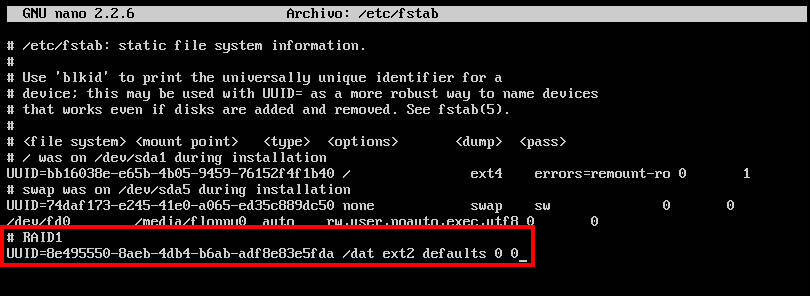 GNU nano 2.2.6 Archivo: /etc/fstab
# /etc/fstab: static file system information.
#
# Use 'blkid' to print the universally unique identifier for a
# device; this may be used with UUID= as a more robust way to name devices
# that works even if disks are added and removed. See fstab(5).
#
# <file system> <mount point> <type> <options> <dump> <pass>
# / was on /dev/sda1 during installation
UUID=bb16038e-e65b-4b05-9459-76152f4f1b40 / ext4 errors=remount-ro 0 1
# swap was on /dev/sda5 during installation
UUID=74daf173-e245-41e0-a065-ed35c889dc50 none swap sw 0 0
/dev/fd0 /media/floppy0 auto rw,user,noauto,exec,utf8 0 0
# RAID1
UUID=8e495550-8aeb-4db4-b6ab-adf8e83e5fda /dat ext2 defaults 0 0